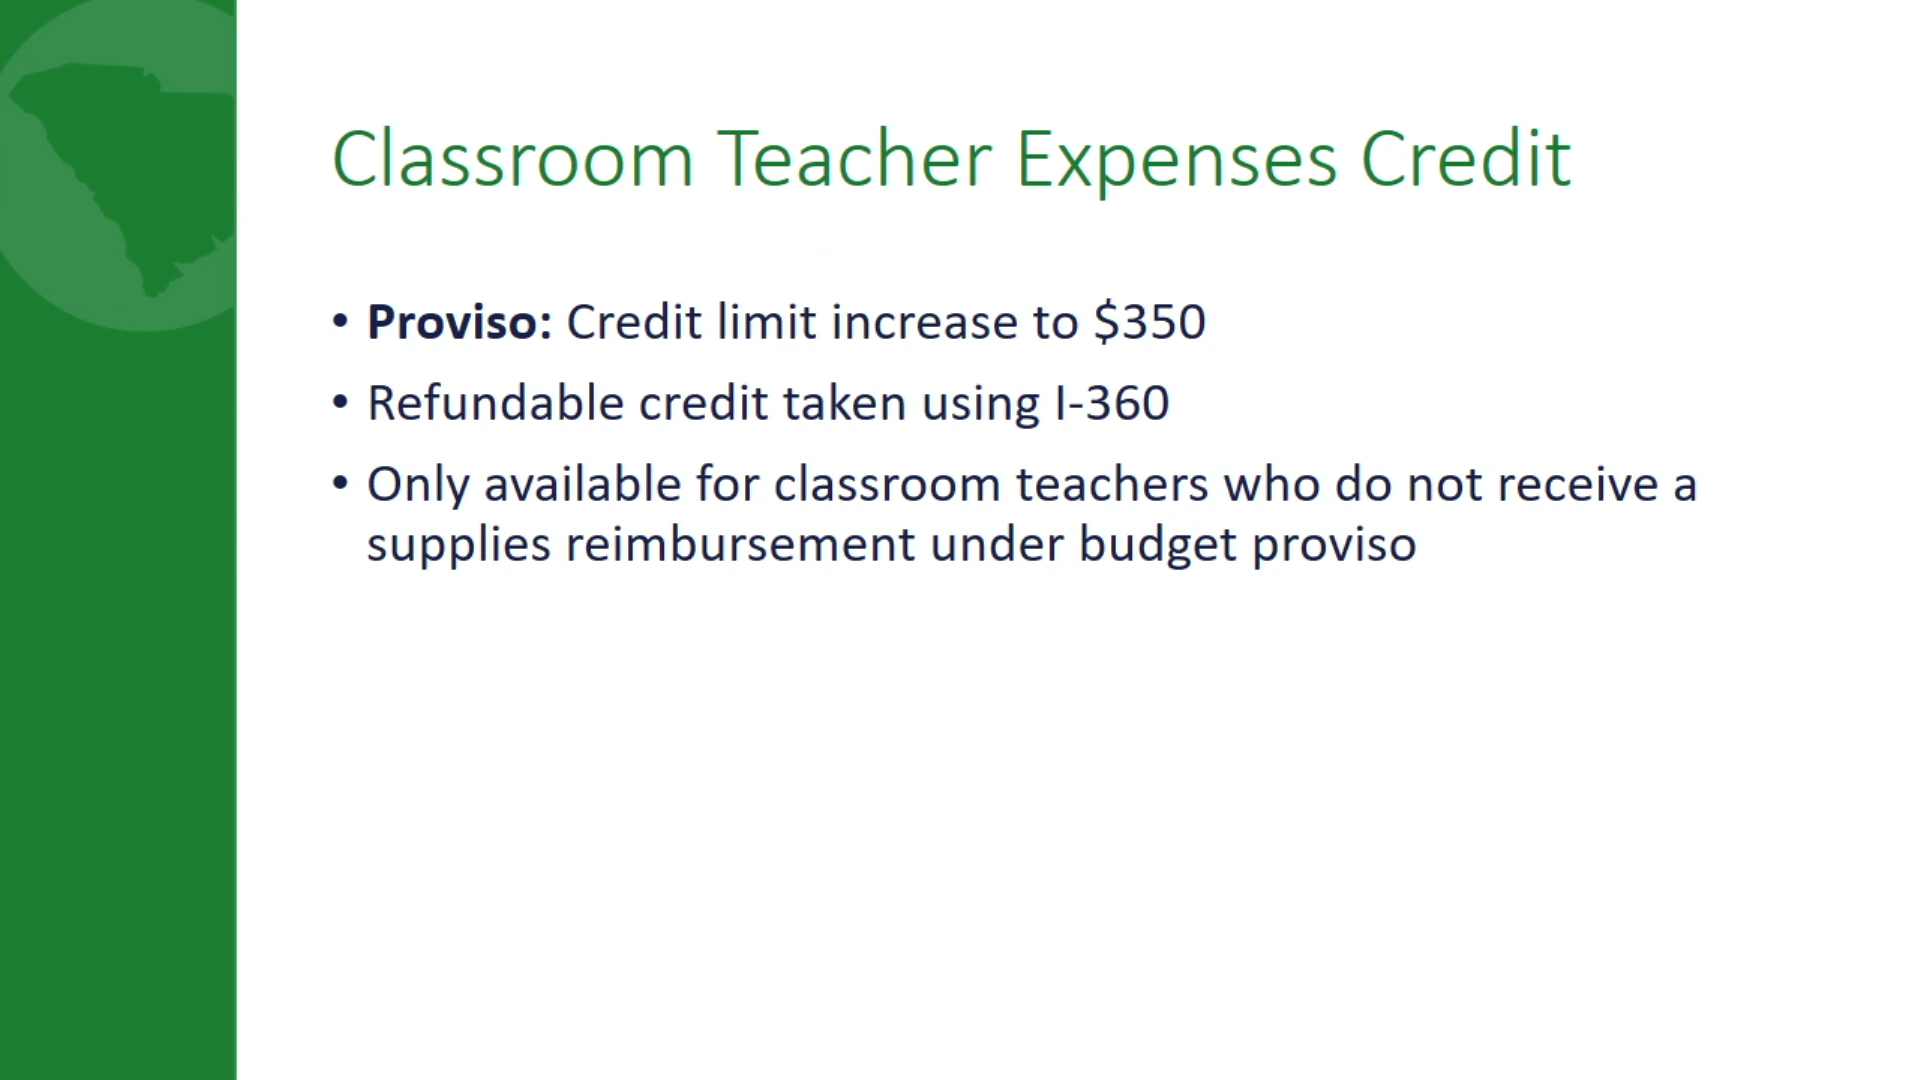 Classroom Teacher Expenses Credit
• Proviso: Credit limit increase to $350
• Refundable credit taken using I-360
• Only available for classroom teachers who do not receive a
supplies reimbursement under budget proviso